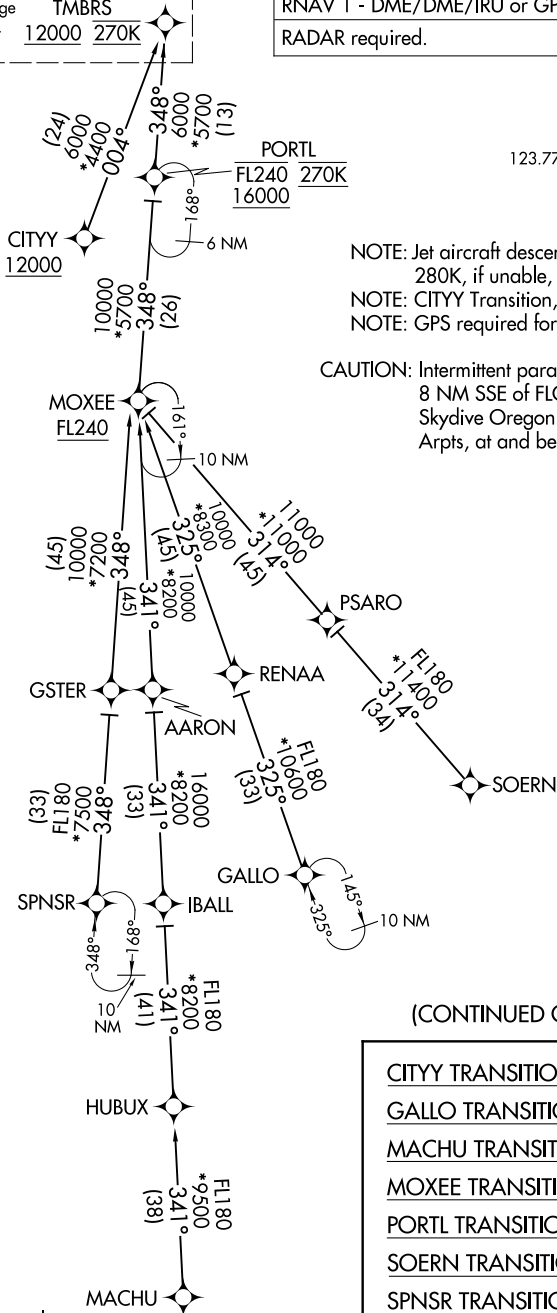 ge
TMBRS
12000 270K
RNAV 1 - DME/DME/IRU or GP
RADAR required.
004°
6000
*4400
(24)
348°
6000
*5700
(13)
PORTL
FL240 270K
16000
168°
6 NM
123.77
CITYY
12000
NOTE: Jet aircraft descen
280K, if unable,
NOTE: CITYY Transition,
NOTE: GPS required for
10000
*5700
348°
(26)
CAUTION: Intermittent para
8 NM SSE of FLO
Skydive Oregon
Arpts, at and be
MOXEE
FL240
161°
10 NM
10000
*7200
348°
(45)
10000
*8200
341°
(45)
10000
*8300
325°
(45)
11000
*11000
314°
(45)
PSARO
GSTER
AARON
RENAA
FL180
*11400
314°
(34)
SOERN
FL180
*7500
348°
(33)
16000
*8200
341°
(33)
FL180
*10600
325°
(33)
GALLO
145°
325°
10 NM
SPNSR
IBALL
348°
168°
10
NM
FL180
*8200
341°
(41)
HUBUX
FL180
*9500
341°
(38)
MACHU
(CONTINUED O
CITYY TRANSITIO
GALLO TRANSITIO
MACHU TRANSIT
MOXEE TRANSITI
PORTL TRANSITIO
SOERN TRANSITIO
SPNSR TRANSITIO